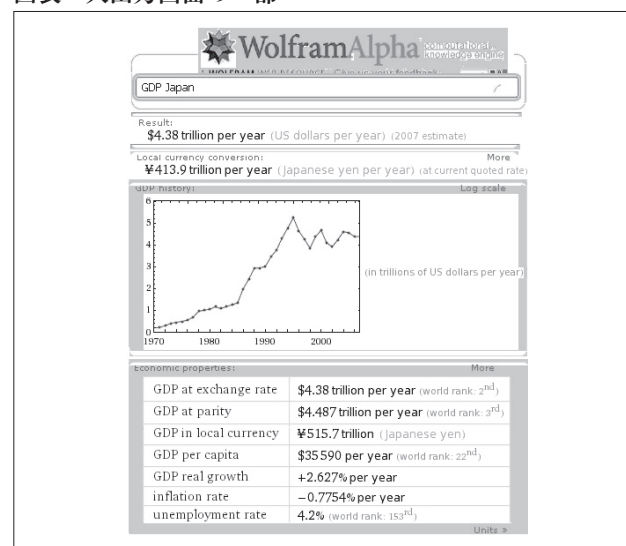 WolframAlpha computational knowledge engine
GDP Japan
Result:
$4.38 trillion per year (US dollars per year) (2007 estimate)
Local currency conversion: More
¥413.9 trillion per year (Japanese yen per year) (at current quoted rate)
GDP history: Log scale
6
5
4
3
2
1
0
(in trillions of US dollars per year)
1970 1980 1990 2000
Economic properties: More
GDP at exchange rate $4.38 trillion per year (world rank: 2nd)
GDP at parity $4.487 trillion per year (world rank: 3rd)
GDP in local currency ¥515.7 trillion (Japanese yen)
GDP per capita $35590 per year (world rank: 22nd)
GDP real growth +2.627% per year
inflation rate −0.7754% per year
unemployment rate 4.2% (world rank: 153rd)
Units »